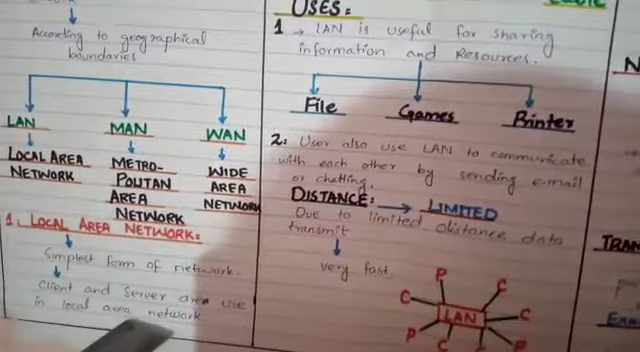 According to geographical
boundaries
LAN
MAN
WAN
LOCAL AREA
NETWORK
METRO-
POLITAN
AREA
NETWORK
WIDE
AREA
NETWORK
1. LOCAL AREA NETWORK:
Simplest form of network.
Client and Server area use
in local area network
USES:
1 → LAN is useful for sharing
information and Resources.
File
Games
Printer
2: User also use LAN to communicate
with each other by sending e-mail
or chatting.
DISTANCE: → LIMITED
Due to limited distance data
transmit
very fast
P
C
C
LAN
C
P
C
C
N
TRAN
P
EXA